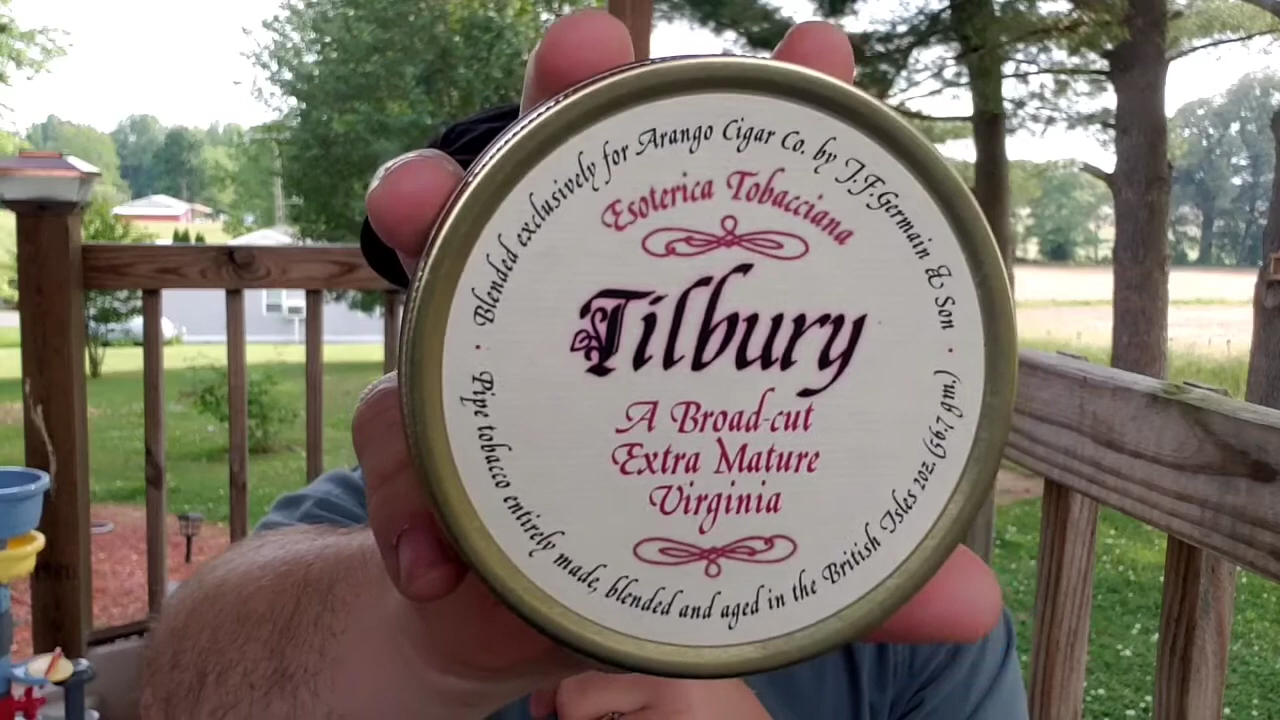 Blended exclusively for Arango Cigar Co. by J.F. Germain & Son
Esoterica Tobacciana
Tilbury
A Broad-cut
Extra Mature
Virginia
Pipe tobacco entirely made, blended and aged in the British Isles 2oz. (56.7 gm.)